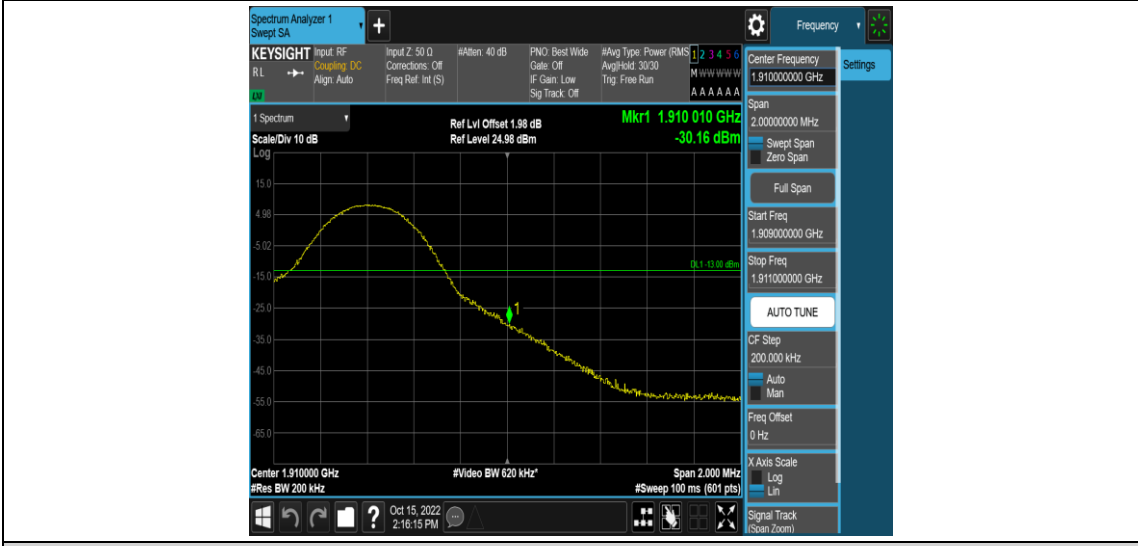 Spectrum Analyzer 1
Swept SA
+
Frequency
KEYSIGHT
RL
Input: RF
Coupling: DC
Align: Auto
Input Z: 50 Ω
Corrections: Off
Freq Ref: Int (S)
#Atten: 40 dB
PNO: Best Wide
Gate: Off
IF Gain: Low
Sig Track: Off
#Avg Type: Power (RMS
Avg|Hold: 30/30
Trig: Free Run
1 2 3 4 5 6
M W W W W W
A A A A A A
1 Spectrum
Scale/Div 10 dB
Log
Ref Lvl Offset 1.98 dB
Ref Level 24.98 dBm
Mkr1 1.910 010 GHz
-30.16 dBm
15.0
4.98
-5.02
-15.0
-25.0
-35.0
-45.0
-55.0
-65.0
DL1 -13.00 dBm
1
Center 1.910000 GHz
#Res BW 200 kHz
#Video BW 620 kHz*
Span 2.000 MHz
#Sweep 100 ms (601 pts)
Center Frequency
1.910000000 GHz
Settings
Span
2.00000000 MHz
Swept Span
Zero Span
Full Span
Start Freq
1.909000000 GHz
Stop Freq
1.911000000 GHz
AUTO TUNE
CF Step
200.000 kHz
Auto
Man
Freq Offset
0 Hz
X Axis Scale
Log
Lin
Signal Track
(Span Zoom)
?
Oct 15, 2022
2:16:15 PM